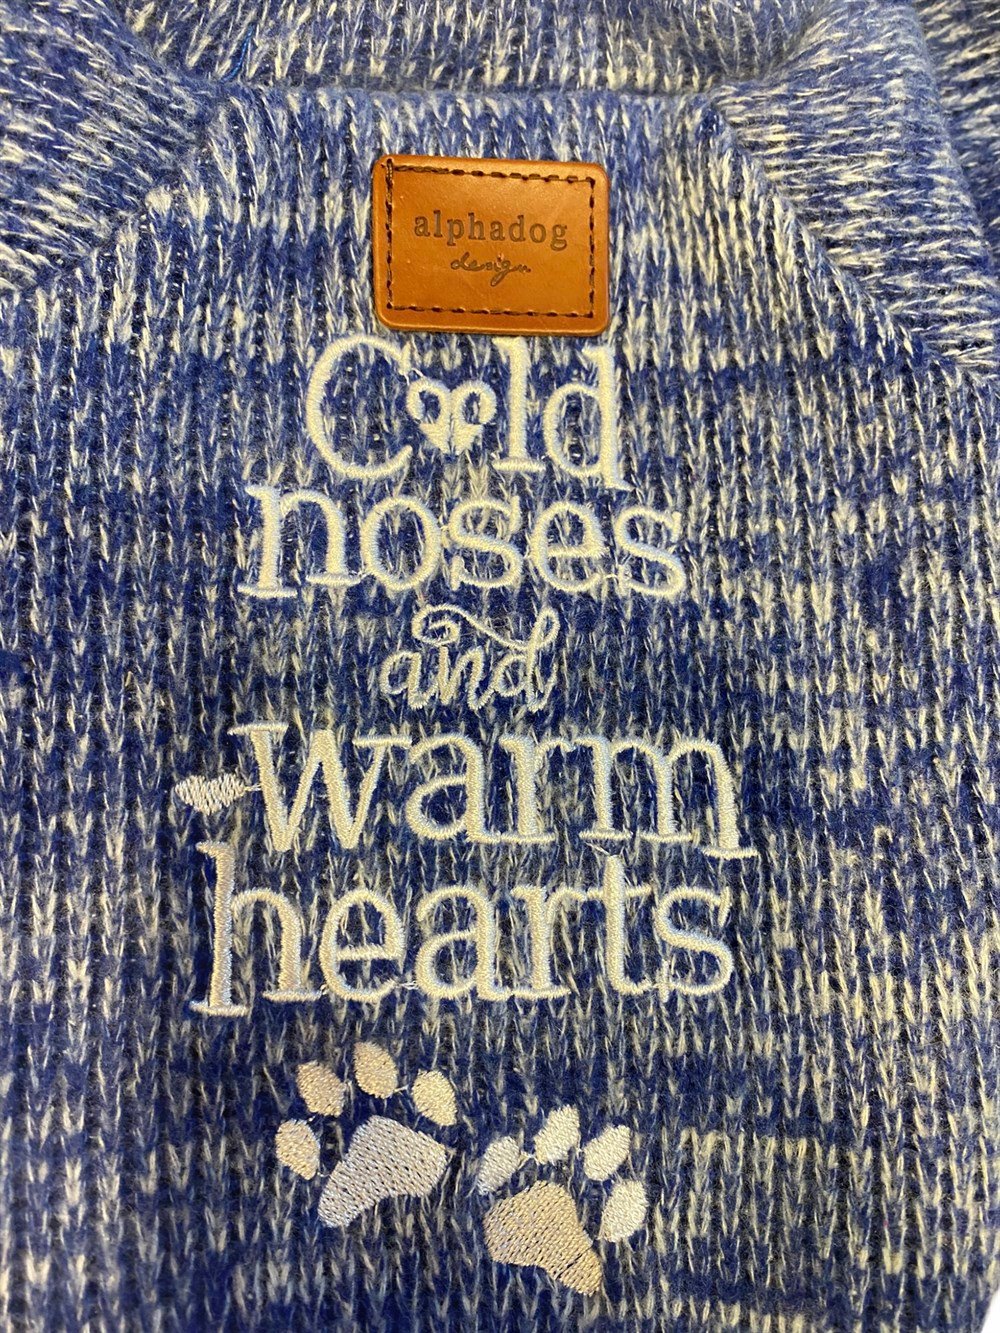 alphadog
design
Cold
noses
and
warm
hearts